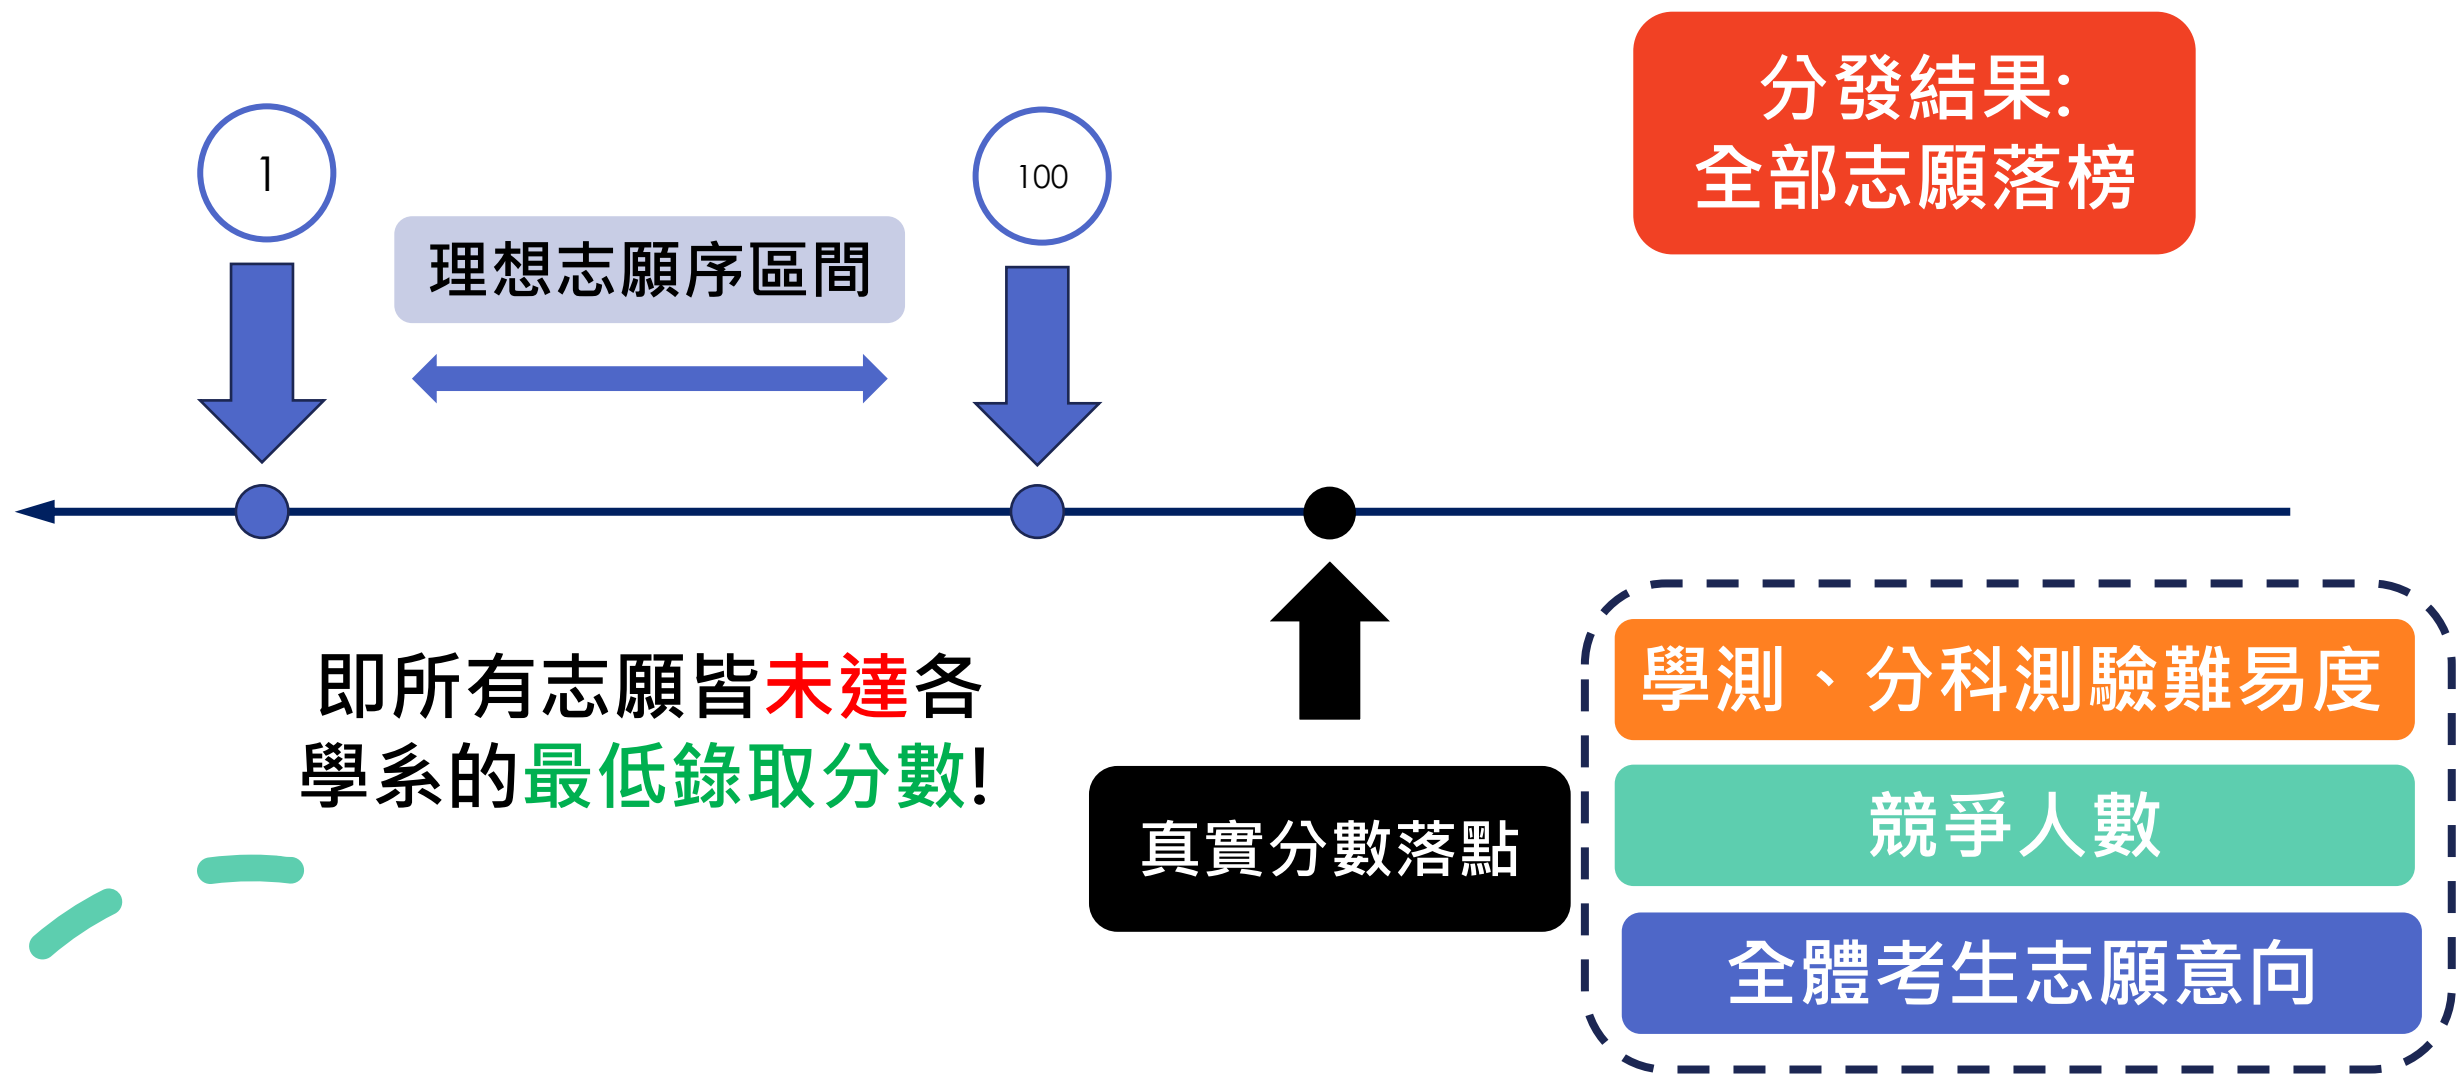 分發結果:
全部志願落榜
1
100
理想志願序區間
即所有志願皆未達各
學系的最低錄取分數!
真實分數落點
學測、分科測驗難易度
競爭人數
全體考生志願意向